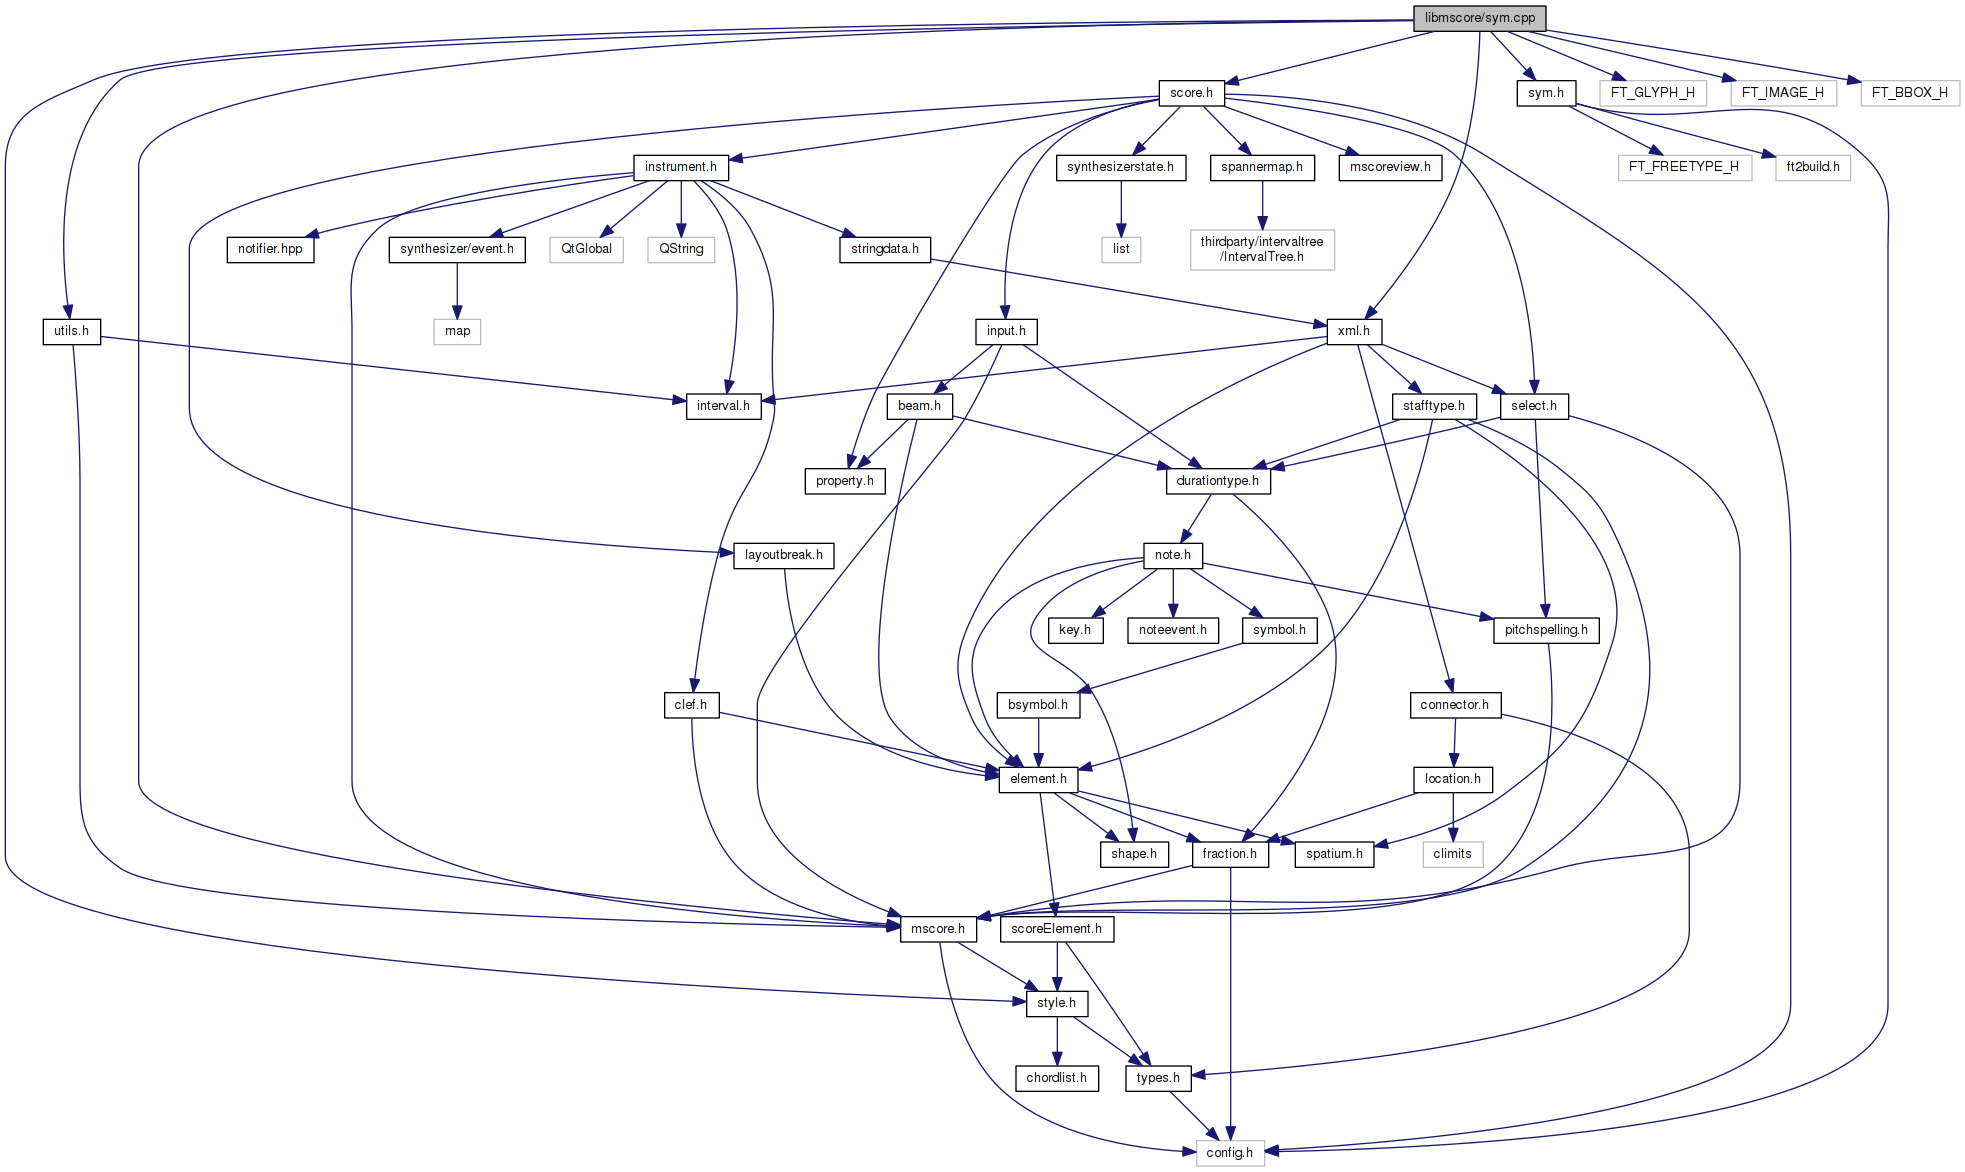 libmscore/sym.cpp
score.h
sym.h
FT_GLYPH_H
FT_IMAGE_H
FT_BBOX_H
instrument.h
synthesizerstate.h
spannermap.h
mscoreview.h
FT_FREETYPE_H
ft2build.h
notifier.hpp
synthesizer/event.h
QtGlobal
QString
stringdata.h
list
thirdparty/intervaltree
/IntervalTree.h
utils.h
map
input.h
xml.h
interval.h
beam.h
stafftype.h
select.h
property.h
durationtype.h
layoutbreak.h
note.h
key.h
noteevent.h
symbol.h
pitchspelling.h
clef.h
bsymbol.h
connector.h
element.h
location.h
shape.h
fraction.h
spatium.h
climits
mscore.h
scoreElement.h
style.h
chordlist.h
types.h
config.h